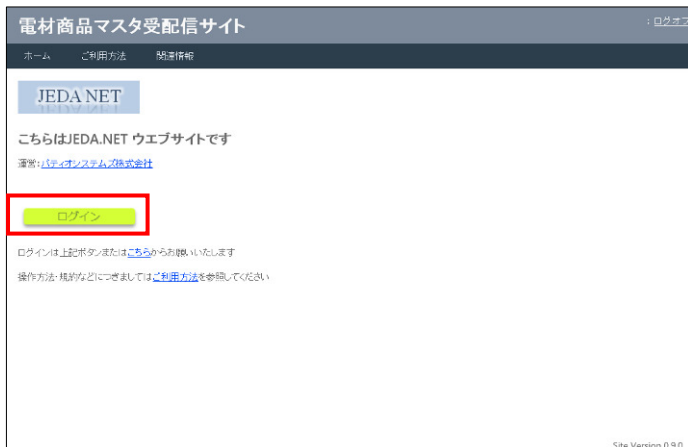 電材商品マスタ受配信サイト
: ログオフ
ホーム ご利用方法 関連情報
JEDA NET
こちらはJEDA.NET ウエブサイトです
運営:パティオシステムズ株式会社
ログイン
ログインは上記ボタンまたはこちらからお願いいたします
操作方法・規約などにつきましてはご利用方法を参照してください
Site Version 0.9.0